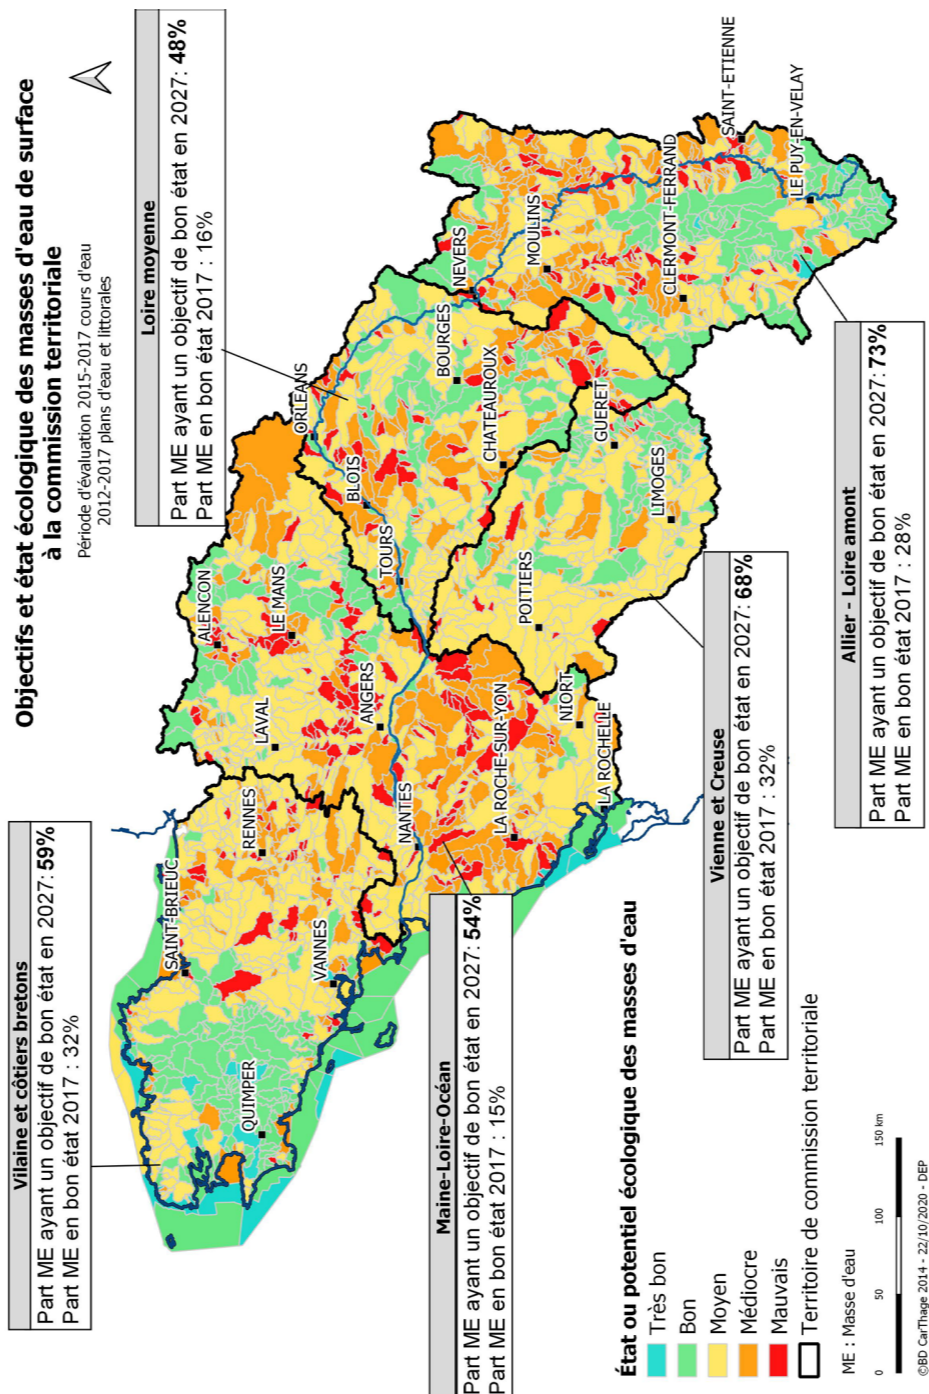 Objectifs et état écologique des masses d'eau de surface
à la commission territoriale
Période d'évaluation 2015-2017 cours d'eau
2012-2017 plans d'eau et littorales
Vilaine et côtiers bretons
Part ME ayant un objectif de bon état en 2027: 59%
Part ME en bon état 2017 : 32%
Loire moyenne
Part ME ayant un objectif de bon état en 2027: 48%
Part ME en bon état 2017 : 16%
SAINT-BRIEUC
QUIMPER
VANNES
RENNES
LAVAL
ALENCON
LE MANS
ANGERS
NANTES
TOURS
BLOIS
ORLEANS
BOURGES
NEVERS
CHATEAUROUX
MOULINS
LA ROCHE-SUR-YON
NIORT
LA ROCHELLE
POITIERS
GUERET
LIMOGES
CLERMONT-FERRAND
SAINT-ETIENNE
LE PUY-EN-VELAY
Maine-Loire-Océan
Part ME ayant un objectif de bon état en 2027: 54%
Part ME en bon état 2017 : 15%
Vienne et Creuse
Part ME ayant un objectif de bon état en 2027: 68%
Part ME en bon état 2017 : 32%
Allier - Loire amont
Part ME ayant un objectif de bon état en 2027: 73%
Part ME en bon état 2017 : 28%
État ou potentiel écologique des masses d'eau
Très bon
Bon
Moyen
Médiocre
Mauvais
Territoire de commission territoriale
ME : Masse d'eau
0 50 100 150 km
©BD CarThage 2014 - 22/10/2020 - DEP